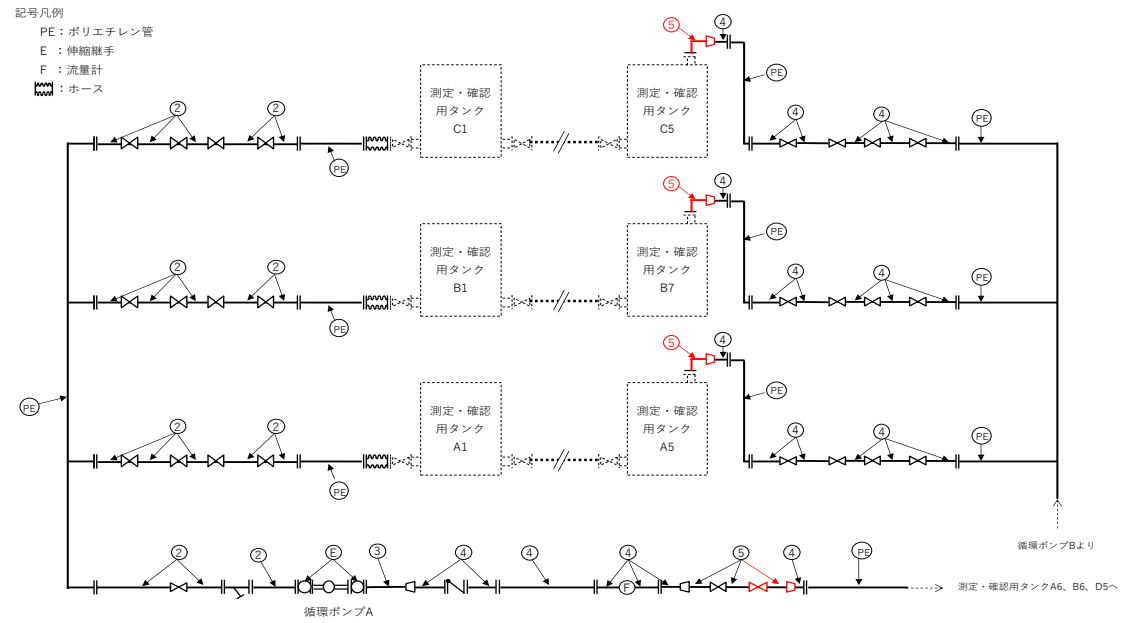 記号凡例
PE：ポリエチレン管
E ：伸縮継手
F ：流量計
：ホース
5
4
PE
2
2
測定・確認
用タンク
C1
測定・確認
用タンク
C5
4
4
PE
PE
5
4
PE
2
2
測定・確認
用タンク
B1
測定・確認
用タンク
B7
4
4
PE
PE
5
4
PE
PE
2
2
測定・確認
用タンク
A1
測定・確認
用タンク
A5
4
4
PE
PE
循環ポンプBより
2
2
E
3
4
4
4
5
4
PE
F
測定・確認用タンクA6、B6、D5へ
循環ポンプA